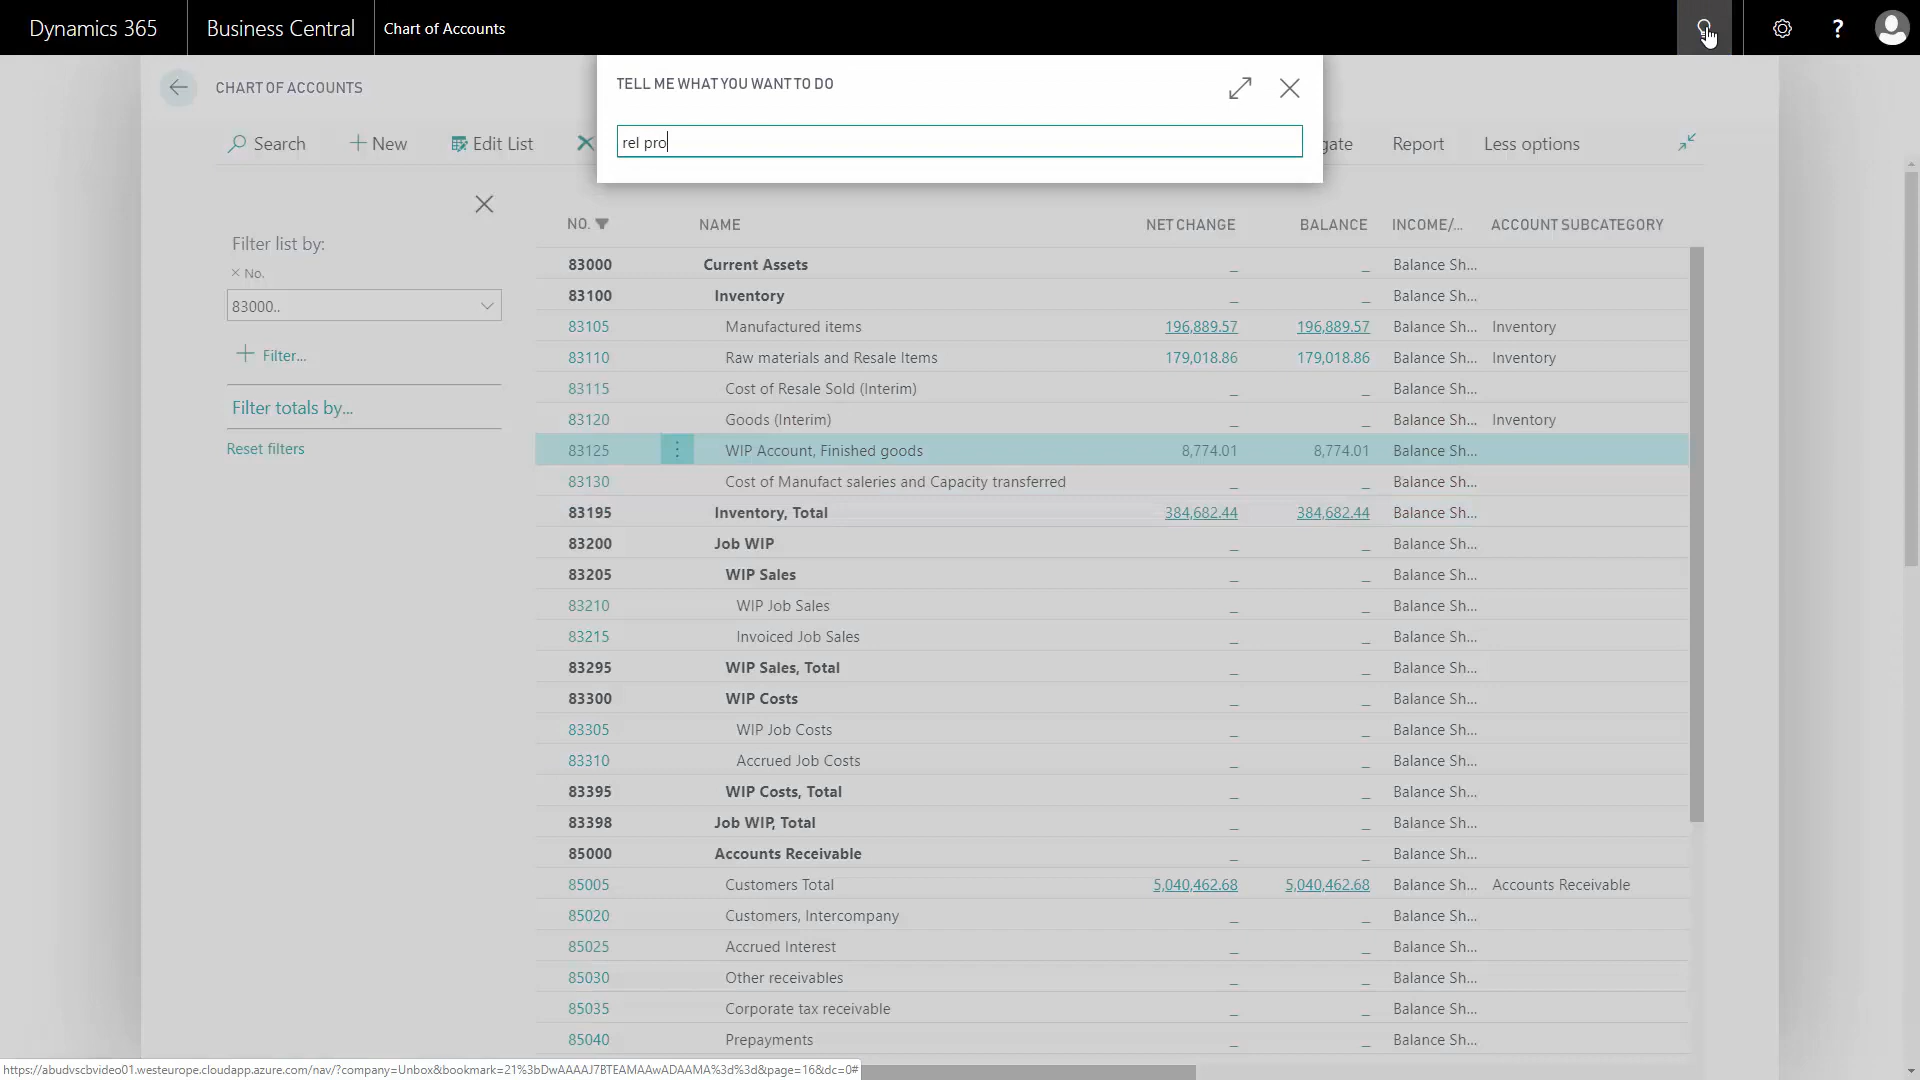 Dynamics 365 Business Central Chart of Accounts ?
TELL ME WHAT YOU WANT TO DO
rel pro
CHART OF ACCOUNTS
Search New Edit List gate Report Less options
Filter list by:
× No.
83000..
Filter...
Filter totals by...
Reset filters
NO. NAME NET CHANGE BALANCE INCOME/... ACCOUNT SUBCATEGORY
83000 Current Assets _ _ Balance Sh...
83100 Inventory _ _ Balance Sh...
83105 Manufactured items 196,889.57 196,889.57 Balance Sh... Inventory
83110 Raw materials and Resale Items 179,018.86 179,018.86 Balance Sh... Inventory
83115 Cost of Resale Sold (Interim) _ _ Balance Sh...
83120 Goods (Interim) _ _ Balance Sh... Inventory
83125 WIP Account, Finished goods 8,774.01 8,774.01 Balance Sh...
83130 Cost of Manufact saleries and Capacity transferred _ _ Balance Sh...
83195 Inventory, Total 384,682.44 384,682.44 Balance Sh...
83200 Job WIP _ _ Balance Sh...
83205 WIP Sales _ _ Balance Sh...
83210 WIP Job Sales _ _ Balance Sh...
83215 Invoiced Job Sales _ _ Balance Sh...
83295 WIP Sales, Total _ _ Balance Sh...
83300 WIP Costs _ _ Balance Sh...
83305 WIP Job Costs _ _ Balance Sh...
83310 Accrued Job Costs _ _ Balance Sh...
83395 WIP Costs, Total _ _ Balance Sh...
83398 Job WIP, Total _ _ Balance Sh...
85000 Accounts Receivable _ _ Balance Sh...
85005 Customers Total 5,040,462.68 5,040,462.68 Balance Sh... Accounts Receivable
85020 Customers, Intercompany _ _ Balance Sh...
85025 Accrued Interest _ _ Balance Sh...
85030 Other receivables _ _ Balance Sh...
85035 Corporate tax receivable _ _ Balance Sh...
85040 Prepayments _ _ Balance Sh...
https://abudvscbvideo01.westeurope.cloudapp.azure.com/nav/?company=Unbox&bookmark=21%3bDwAAAAJ7BTEAMAAwADAAMA%3d%3d&page=16&dc=0#